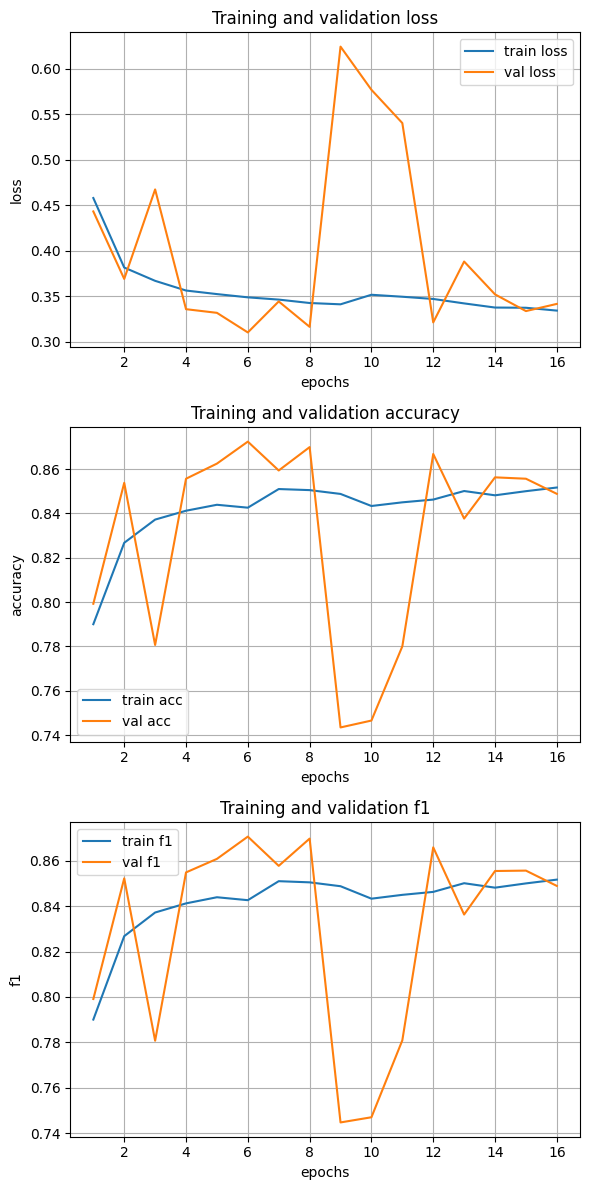 Training and validation loss
train loss
val loss
0.60
0.55
0.50
0.45
0.40
0.35
0.30
loss
2 4 6 8 10 12 14 16
epochs
Training and validation accuracy
0.86
0.84
0.82
0.80
0.78
0.76
0.74
accuracy
train acc
val acc
2 4 6 8 10 12 14 16
epochs
Training and validation f1
train f1
val f1
0.86
0.84
0.82
0.80
0.78
0.76
0.74
f1
2 4 6 8 10 12 14 16
epochs